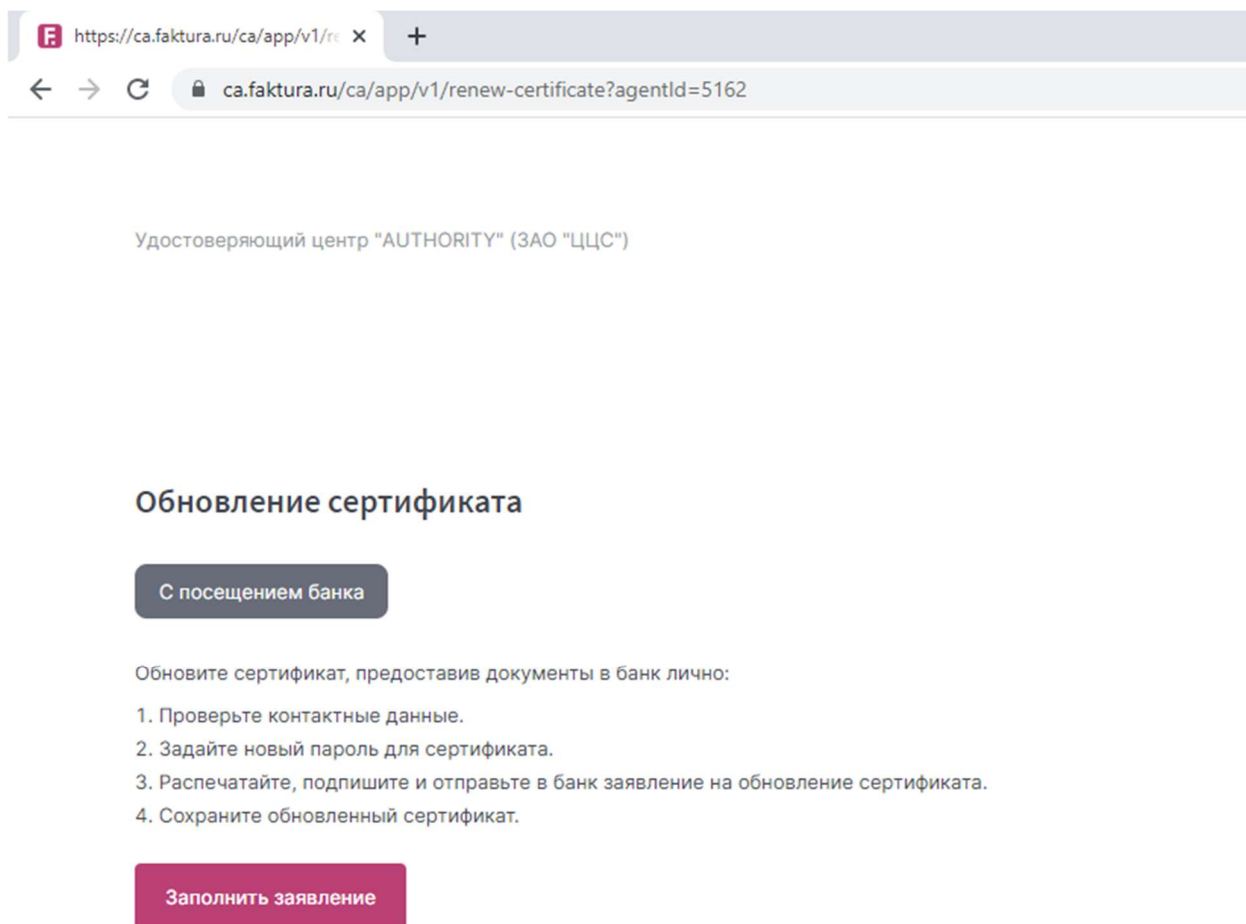 https://ca.faktura.ru/ca/app/v1/re
ca.faktura.ru/ca/app/v1/renew-certificate?agentId=5162
Удостоверяющий центр "AUTHORITY" (ЗАО "ЦЦС")
Обновление сертификата
С посещением банка
Обновите сертификат, предоставив документы в банк лично:
1. Проверьте контактные данные.
2. Задайте новый пароль для сертификата.
3. Распечатайте, подпишите и отправьте в банк заявление на обновление сертификата.
4. Сохраните обновленный сертификат.
Заполнить заявление